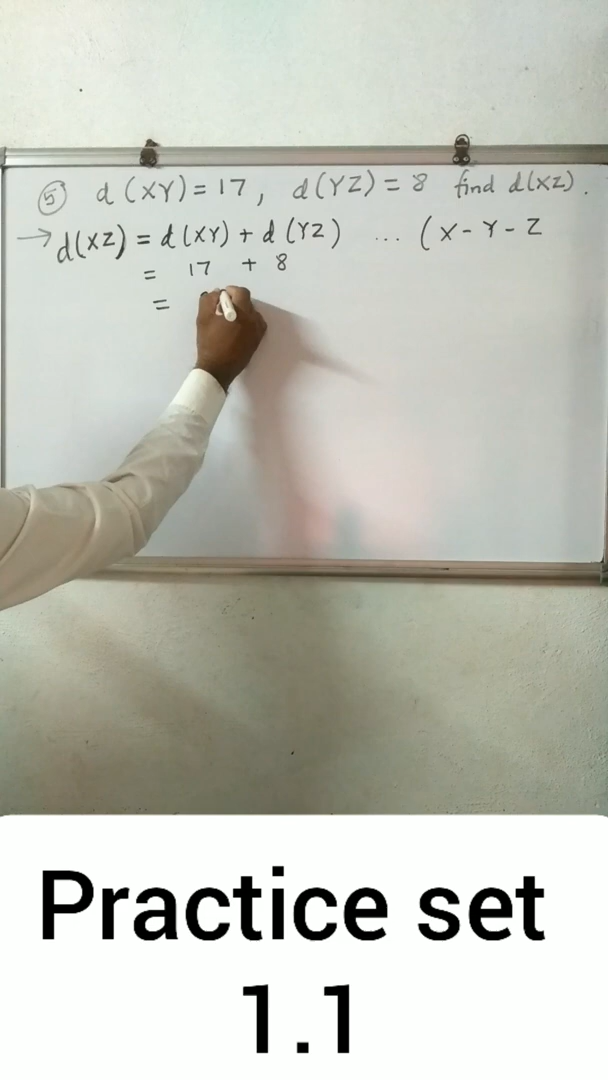 ⑤ d(XY) = 17, d(YZ) = 8 find d(XZ).
→ d(XZ) = d(XY) + d(YZ) ... (X-Y-Z
= 17 + 8
=
Practice set
1.1